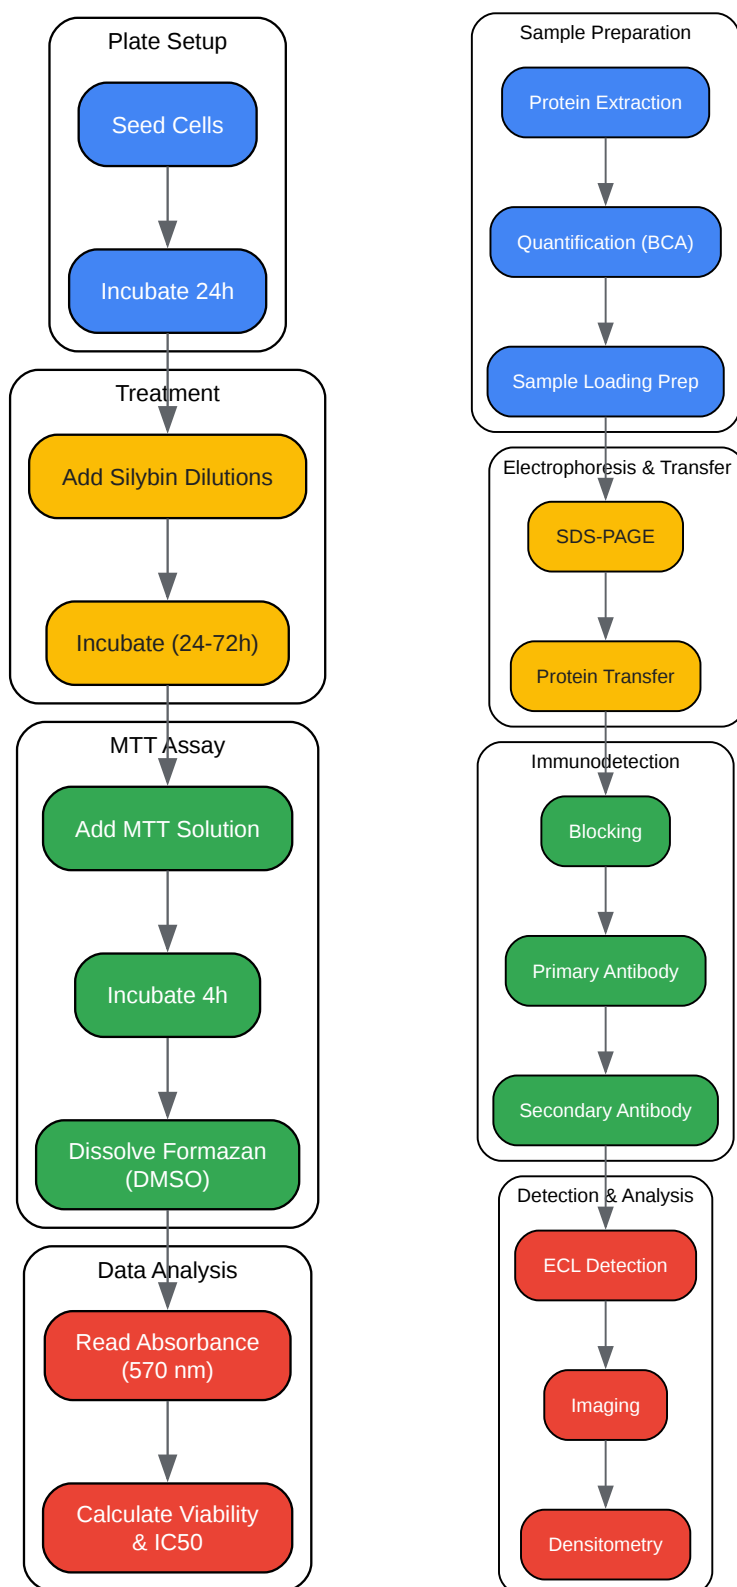 Plate Setup
Seed Cells
Incubate 24h
Treatment
Add Silybin Dilutions
Incubate (24-72h)
MTT Assay
Add MTT Solution
Incubate 4h
Dissolve Formazan
(DMSO)
Data Analysis
Read Absorbance
(570 nm)
Calculate Viability
& IC50
Sample Preparation
Protein Extraction
Quantification (BCA)
Sample Loading Prep
Electrophoresis & Transfer
SDS-PAGE
Protein Transfer
Immunodetection
Blocking
Primary Antibody
Secondary Antibody
Detection & Analysis
ECL Detection
Imaging
Densitometry